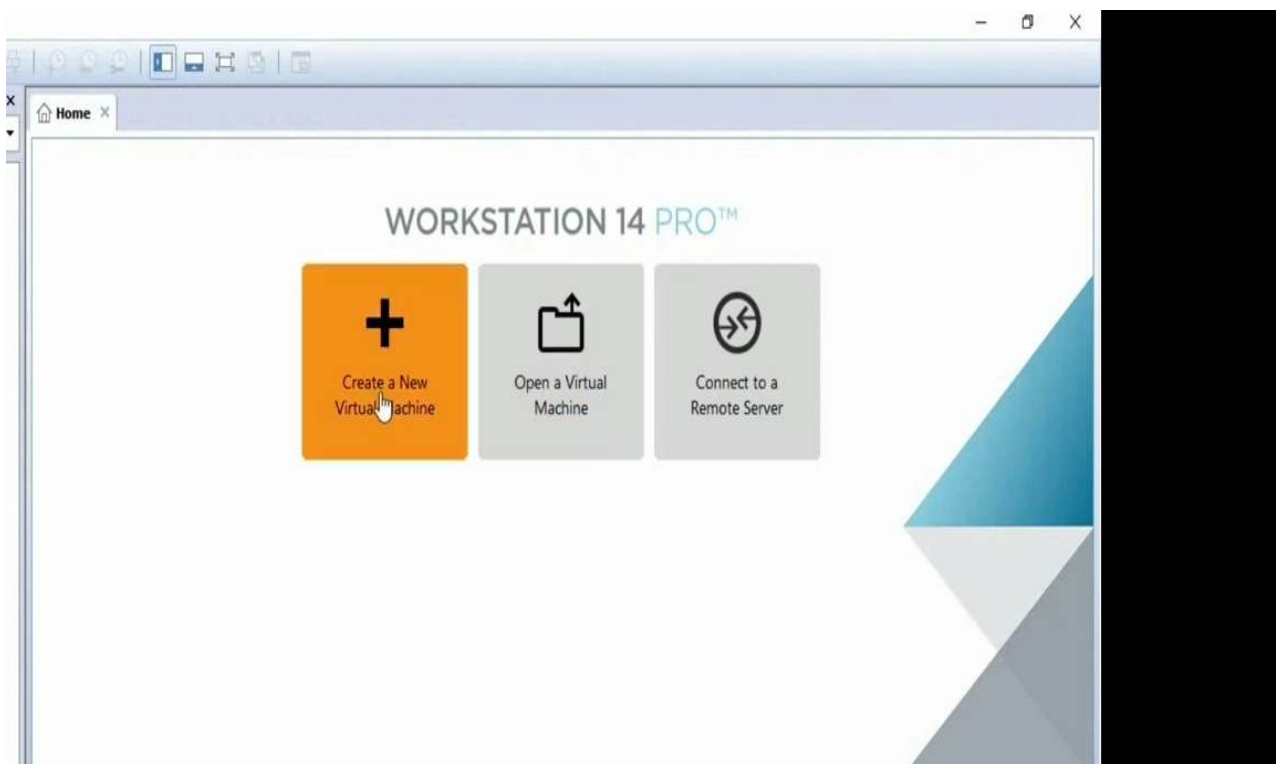 Home
WORKSTATION 14 PRO™
Create a New
Virtual Machine
Open a Virtual
Machine
Connect to a
Remote Server